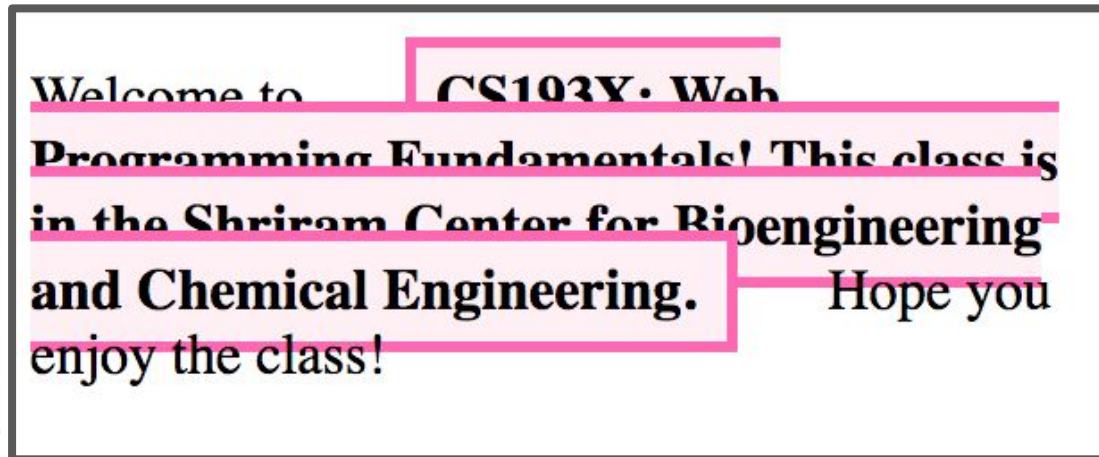 Welcome to CS193X: Web
Programming Fundamentals! This class is
in the Shriram Center for Bioengineering
and Chemical Engineering. Hope you
enjoy the class!